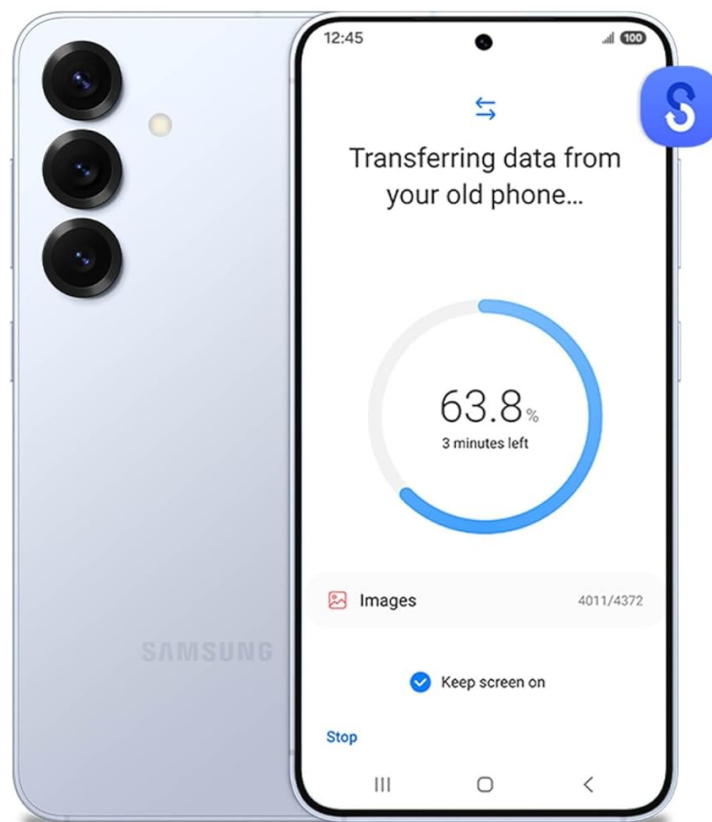 12:45
100
Transferring data from
your old phone…
63.8%
3 minutes left
Images 4011/4372
SAMSUNG
Keep screen on
Stop